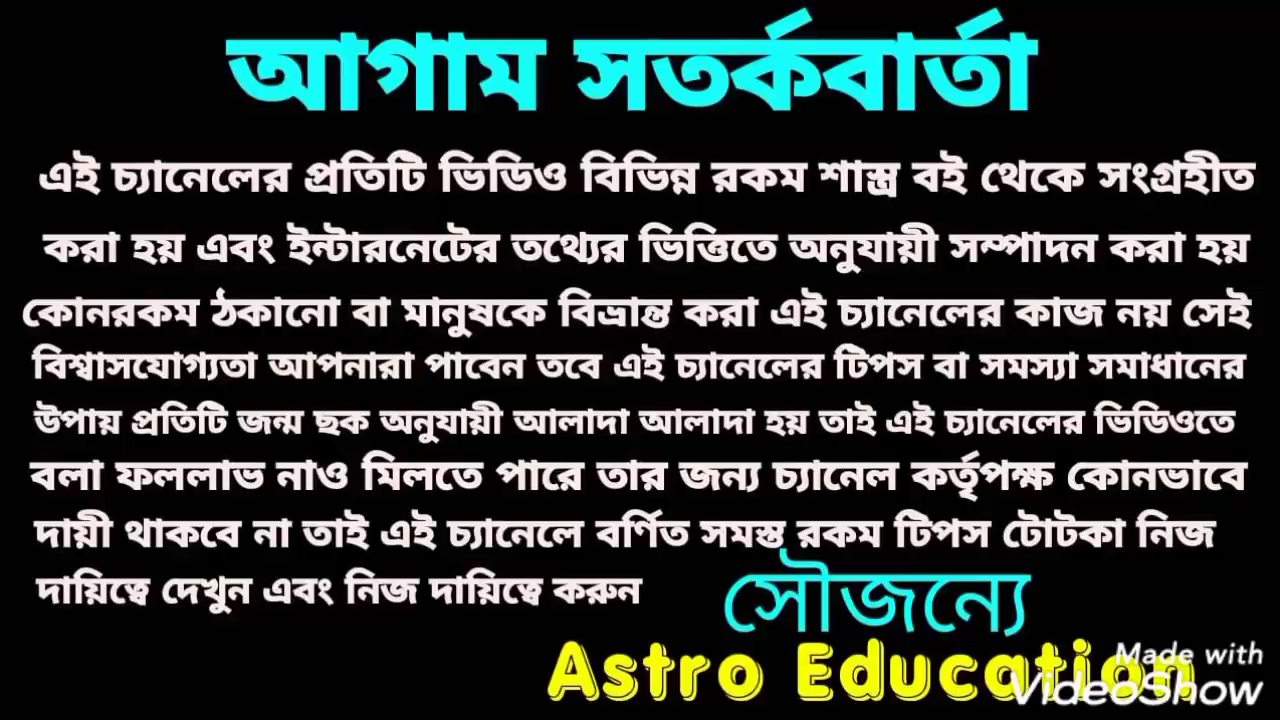 আগাম সতর্কবার্তা
এই চ্যানেলের প্রতিটি ভিডিও বিভিন্ন রকম শাস্ত্র বই থেকে সংগ্রহীত
করা হয় এবং ইন্টারনেটের তথ্যের ভিত্তিতে অনুযায়ী সম্পাদন করা হয়
কোনরকম ঠকানো বা মানুষকে বিভ্রান্ত করা এই চ্যানেলের কাজ নয় সেই
বিশ্বাসযোগ্যতা আপনারা পাবেন তবে এই চ্যানেলের টিপস বা সমস্যা সমাধানের
উপায় প্রতিটি জন্ম ছক অনুযায়ী আলাদা আলাদা হয় তাই এই চ্যানেলের ভিডিওতে
বলা ফললাভ নাও মিলতে পারে তার জন্য চ্যানেল কর্তৃপক্ষ কোনভাবে
দায়ী থাকবে না তাই এই চ্যানেলে বর্ণিত সমস্ত রকম টিপস টোটকা নিজ
দায়িত্বে দেখুন এবং নিজ দায়িত্বে করুন
সৌজন্যে
Astro Education
Made with
VideoShow